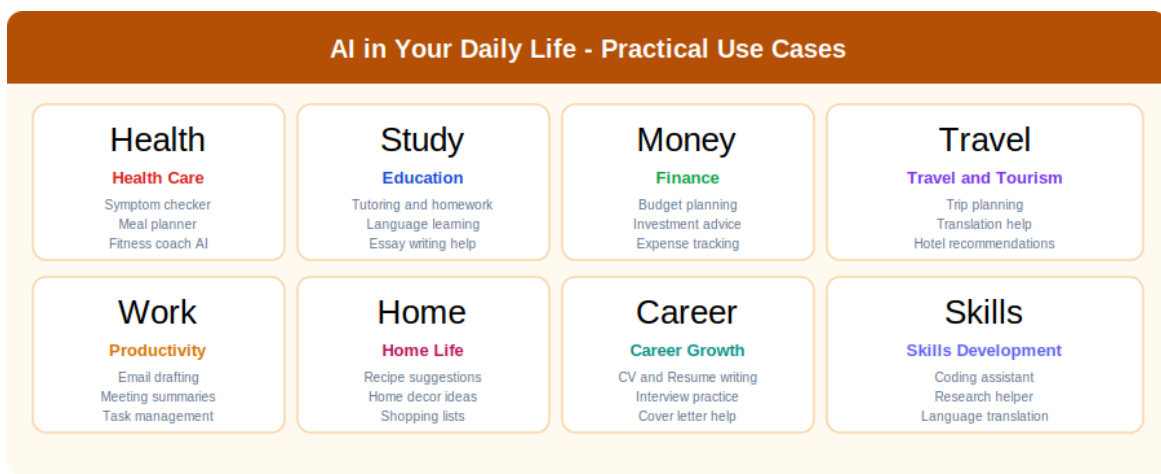 AI in Your Daily Life - Practical Use Cases
Health
Health Care
Symptom checker
Meal planner
Fitness coach AI
Study
Education
Tutoring and homework
Language learning
Essay writing help
Money
Finance
Budget planning
Investment advice
Expense tracking
Travel
Travel and Tourism
Trip planning
Translation help
Hotel recommendations
Work
Productivity
Email drafting
Meeting summaries
Task management
Home
Home Life
Recipe suggestions
Home decor ideas
Shopping lists
Career
Career Growth
CV and Resume writing
Interview practice
Cover letter help
Skills
Skills Development
Coding assistant
Research helper
Language translation